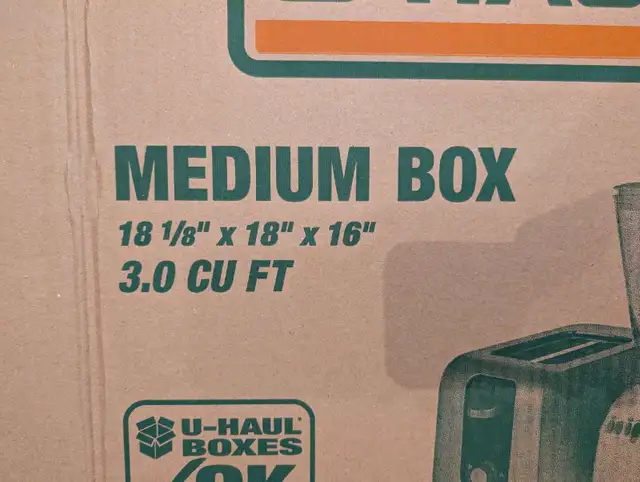 MEDIUM BOX
18 1/8" x 18" x 16"
3.0 CU FT
U-HAUL®
BOXES